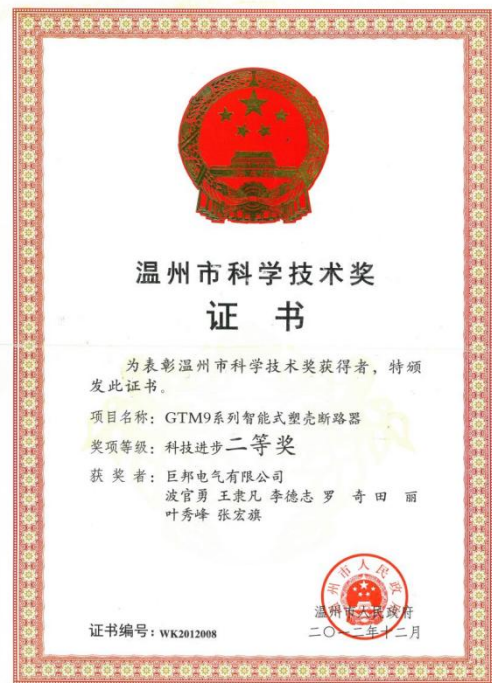 温州市科学技术奖
证书
为表彰温州市科学技术奖获得者，特颁
发此证书。
项目名称：GTM9系列智能式塑壳断路器
奖项等级：科技进步二等奖
获奖者：巨邦电气有限公司
波官勇 王隶凡 李德志 罗 奇 田 丽
叶秀峰 张宏旗
温州市人民政府
二〇一二年十二月
证书编号：WK2012008